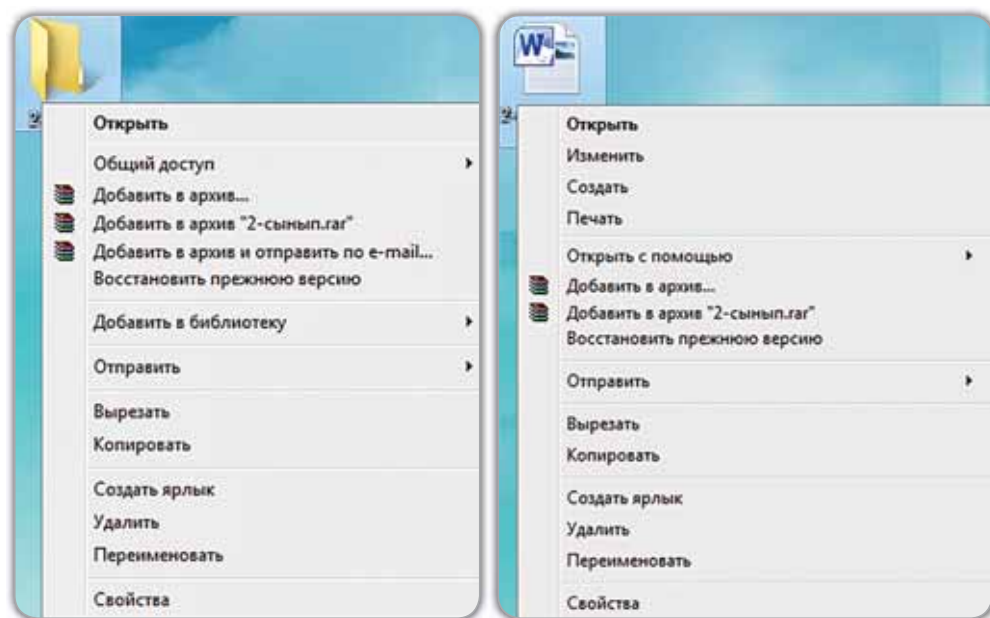 2
Открыть
Общий доступ
Добавить в архив...
Добавить в архив "2-сынып.rar"
Добавить в архив и отправить по e-mail...
Восстановить прежнюю версию
Добавить в библиотеку
Отправить
Вырезать
Копировать
Создать ярлык
Удалить
Переименовать
Свойства
W
2-
Открыть
Изменить
Создать
Печать
Открыть с помощью
Добавить в архив...
Добавить в архив "2-сынып.rar"
Восстановить прежнюю версию
Отправить
Вырезать
Копировать
Создать ярлык
Удалить
Переименовать
Свойства